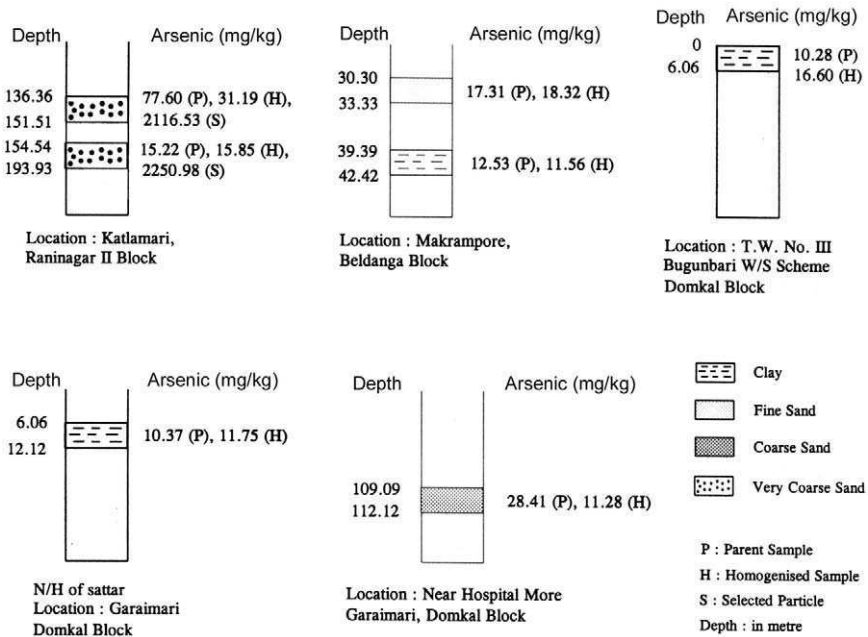 Depth Arsenic (mg/kg)
136.36
151.51
154.54
193.93
77.60 (P), 31.19 (H),
2116.53 (S)
15.22 (P), 15.85 (H),
2250.98 (S)
Location : Katlamari,
Raninagar II Block
Depth Arsenic (mg/kg)
30.30
33.33
17.31 (P), 18.32 (H)
39.39
42.42
12.53 (P), 11.56 (H)
Location : Makrampore,
Beldanga Block
Depth Arsenic (mg/kg)
0
6.06
10.28 (P)
16.60 (H)
Location : T.W. No. III
Bugunbari W/S Scheme
Domkal Block
Depth Arsenic (mg/kg)
6.06
12.12
10.37 (P), 11.75 (H)
N/H of sattar
Location : Garaimari
Domkal Block
Depth Arsenic (mg/kg)
109.09
112.12
28.41 (P), 11.28 (H)
Location : Near Hospital More
Garaimari, Domkal Block
Clay
Fine Sand
Coarse Sand
Very Coarse Sand
P : Parent Sample
H : Homogenised Sample
S : Selected Particle
Depth : in metre